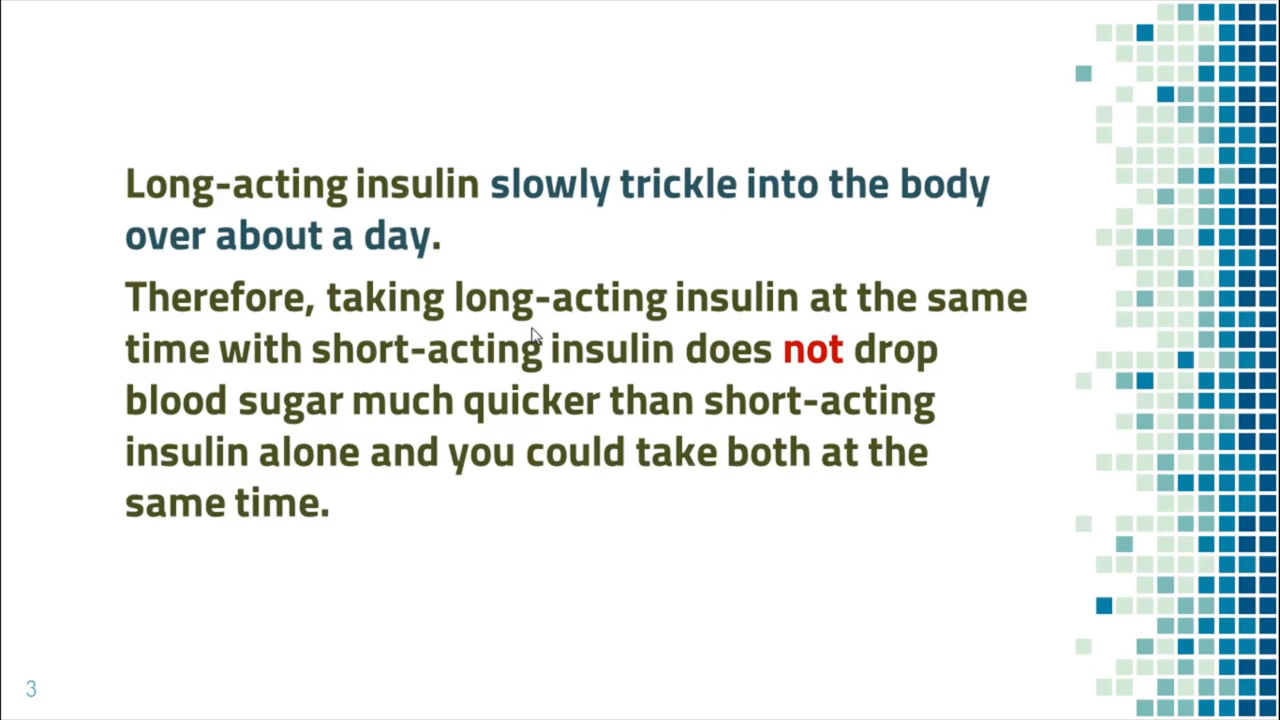 Long-acting insulin slowly trickle into the body
over about a day.
Therefore, taking long-acting insulin at the same
time with short-acting insulin does not drop
blood sugar much quicker than short-acting
insulin alone and you could take both at the
same time.
3